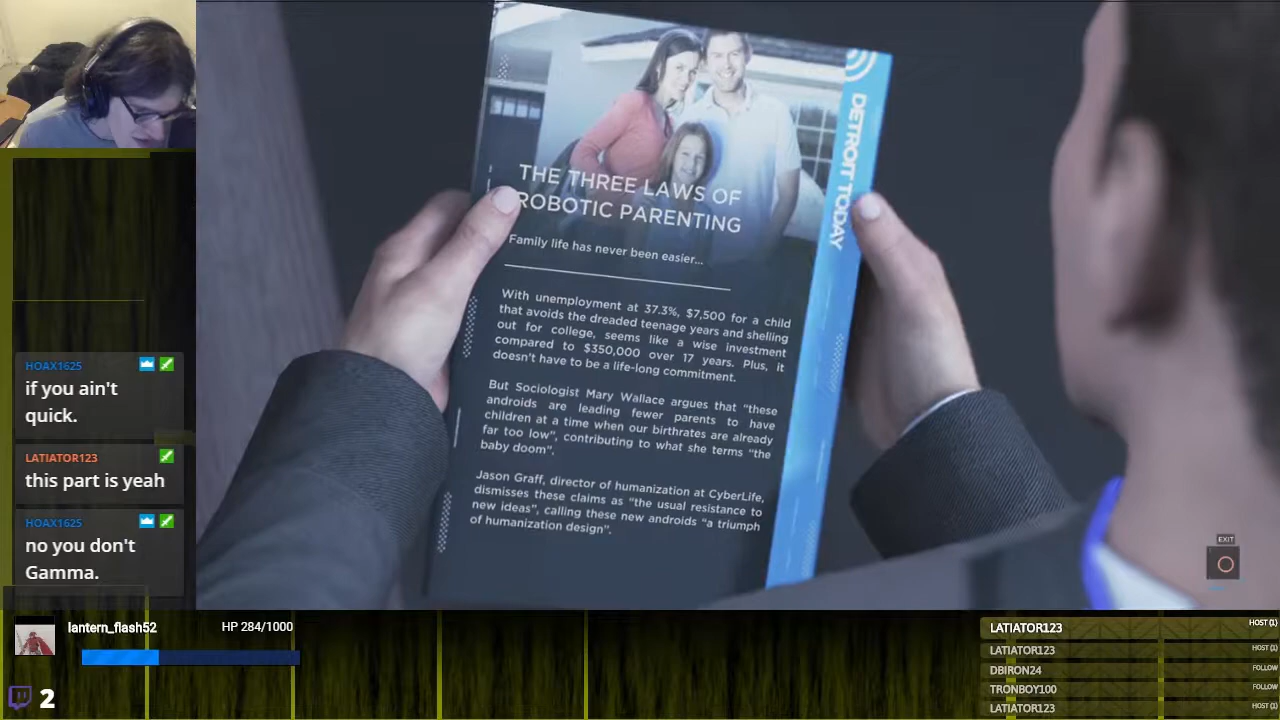 THE THREE LAWS OF
ROBOTIC PARENTING
Family life has never been easier...
With unemployment at 37.3%, $7,500 for a child
that avoids the dreaded teenage years and shelling
out for college, seems like a wise investment
compared to $350,000 over 17 years. Plus, it
doesn't have to be a life-long commitment.
But Sociologist Mary Wallace argues that "these
androids are leading fewer parents to have
children at a time when our birthrates are already
far too low", contributing to what she terms "the
baby doom".
Jason Graff, director of humanization at CyberLife,
dismisses these claims as "the usual resistance to
new ideas", calling these new androids "a triumph
of humanization design".
DETROIT TODAY
EXIT
HOAX1625
if you ain't
quick.
LATIATOR123
this part is yeah
HOAX1625
no you don't
Gamma.
lantern_flash52
HP 284/1000
2
LATIATOR123 HOST (1)
LATIATOR123 HOST (1)
DBIRON24 FOLLOW
TRONBOY100 FOLLOW
LATIATOR123 HOST (1)